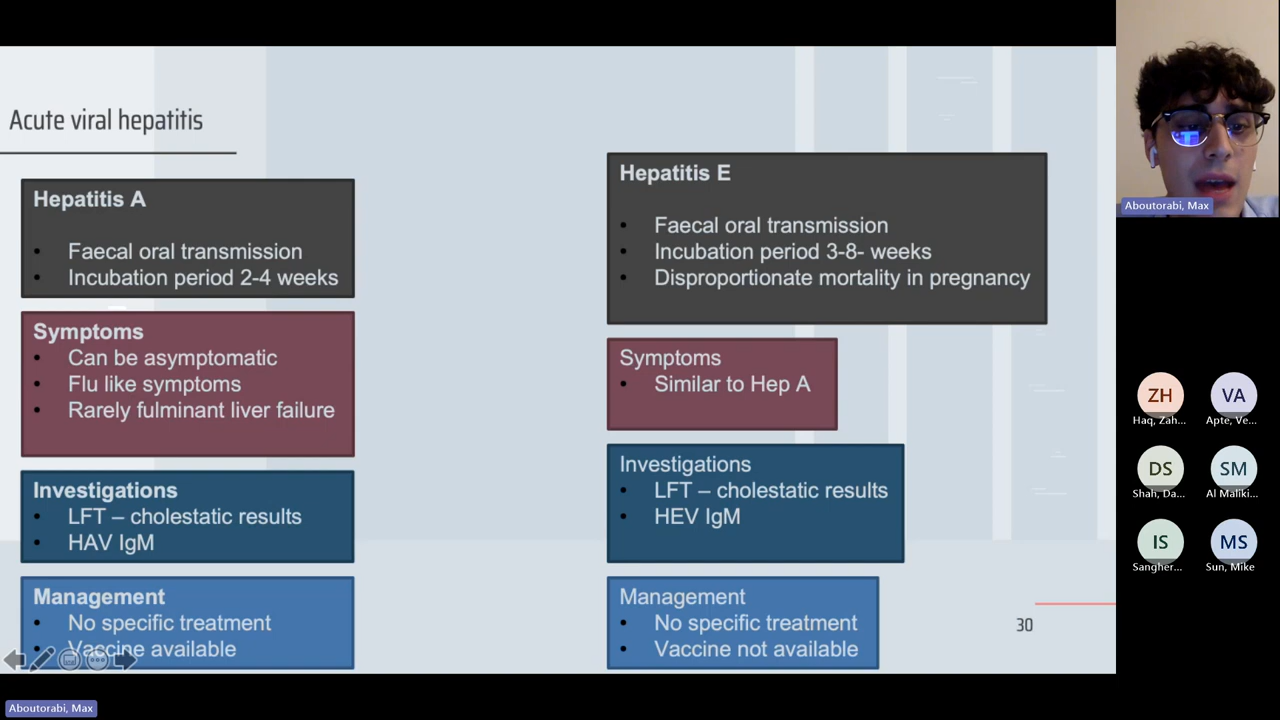 Acute viral hepatitis
Hepatitis A
• Faecal oral transmission
• Incubation period 2-4 weeks
Symptoms
• Can be asymptomatic
• Flu like symptoms
• Rarely fulminant liver failure
Investigations
• LFT – cholestatic results
• HAV IgM
Management
• No specific treatment
• Vaccine available
Hepatitis E
• Faecal oral transmission
• Incubation period 3-8- weeks
• Disproportionate mortality in pregnancy
Symptoms
• Similar to Hep A
Investigations
• LFT – cholestatic results
• HEV IgM
Management
• No specific treatment
• Vaccine not available
30
Aboutorabi, Max
ZH
Haq, Zah...
VA
Apte, Ve...
DS
Shah, Da...
SM
Al Maliki...
IS
Sangher...
MS
Sun, Mike
Aboutorabi, Max